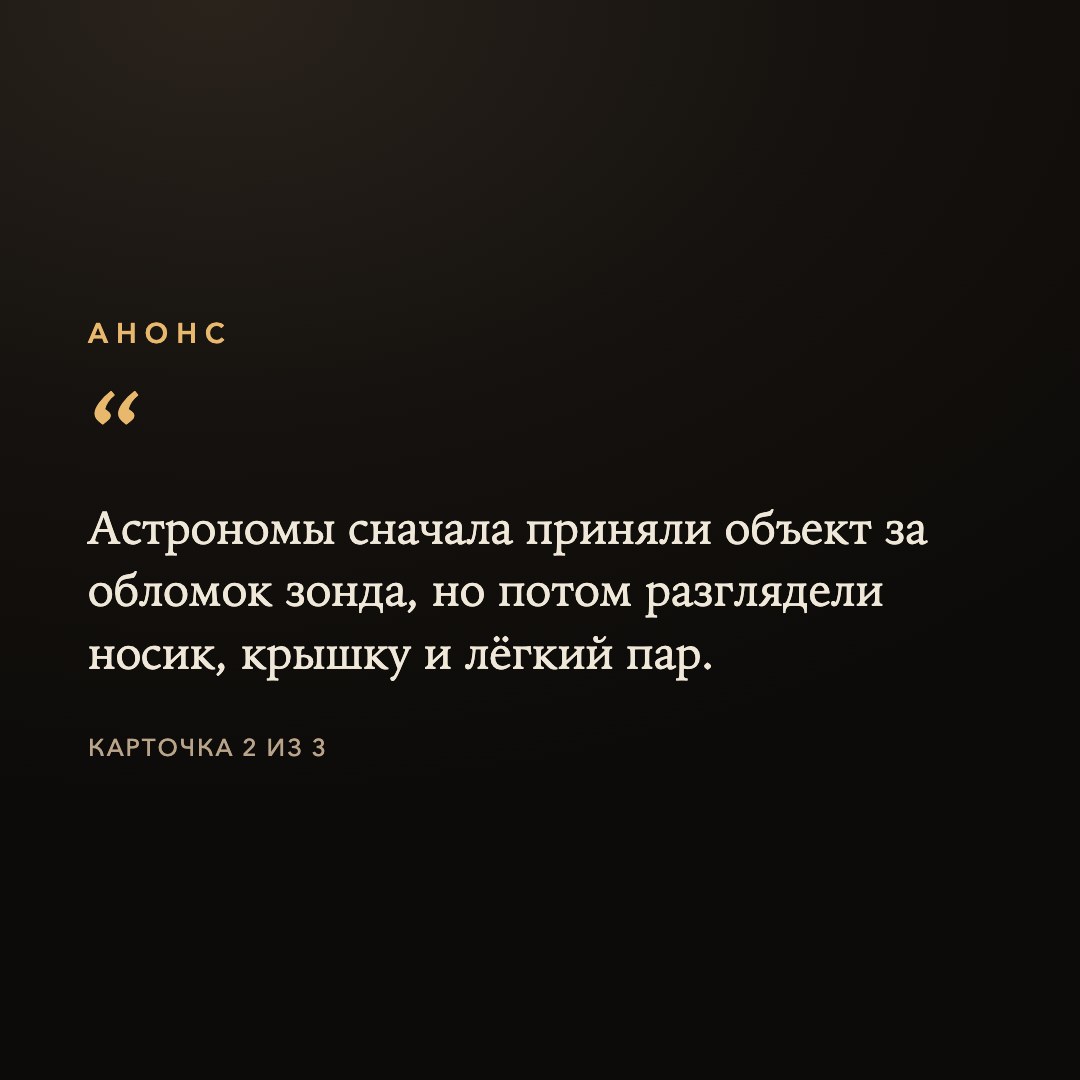 АНОНС
“
Астрономы сначала приняли объект за
обломок зонда, но потом разглядели
носик, крышку и лёгкий пар.
КАРТОЧКА 2 ИЗ 3